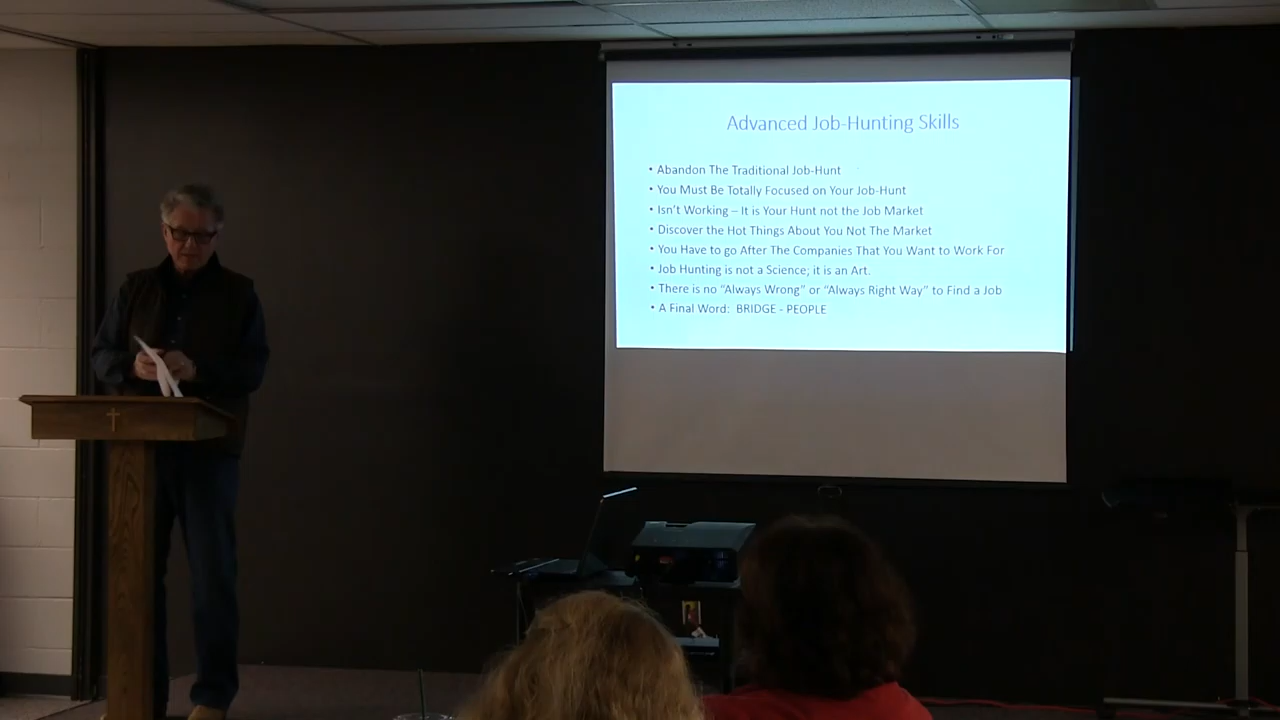 Advanced Job-Hunting Skills
• Abandon The Traditional Job-Hunt
• You Must Be Totally Focused on Your Job-Hunt
• Isn't Working – It is Your Hunt not the Job Market
• Discover the Hot Things About You Not The Market
• You Have to go After The Companies That You Want to Work For
• Job Hunting is not a Science; it is an Art.
• There is no “Always Wrong” or “Always Right Way” to Find a Job
• A Final Word:  BRIDGE - PEOPLE